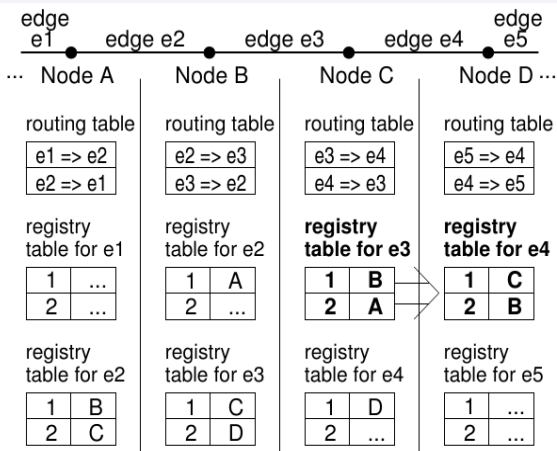 edge e1 edge e2 edge e3 edge e4 edge e5
... Node A Node B Node C Node D ...
routing table routing table routing table routing table
e1 => e2 e2 => e3 e3 => e4 e5 => e4
e2 => e1 e3 => e2 e4 => e3 e4 => e5
registry registry registry registry
table for e1 table for e2 table for e3 table for e4
1 ... 1 A 1 B 1 C
2 ... 2 ... 2 A 2 B
registry registry registry registry
table for e2 table for e3 table for e4 table for e5
1 B 1 C 1 D 1 ...
2 C 2 D 2 ... 2 ...